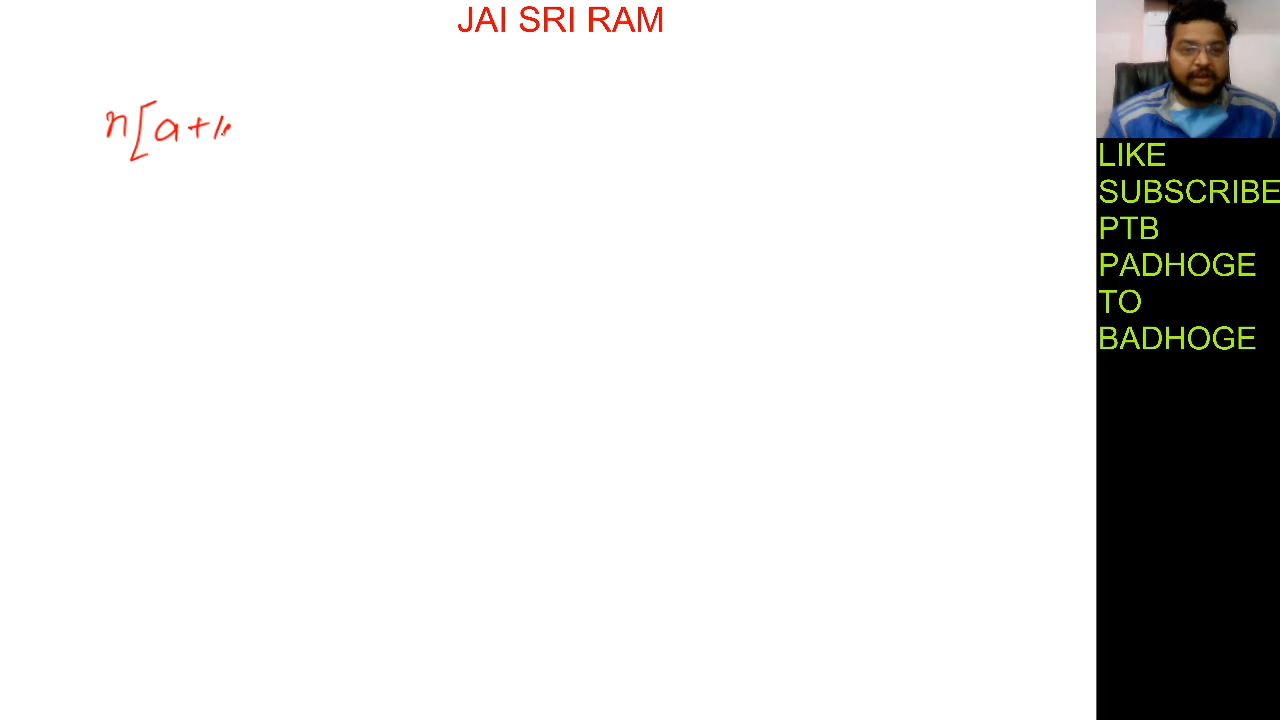 JAI SRI RAM
n[a+
LIKE
SUBSCRIBE
PTB
PADHOGE
TO
BADHOGE